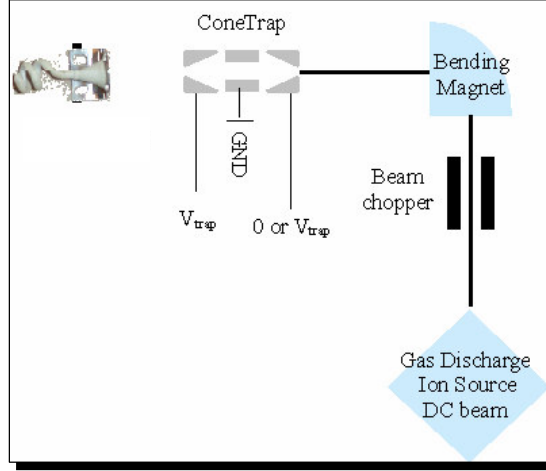 ConeTrap
Bending
Magnet
GND
Beam
chopper
V_trap
0 or V_trap
Gas Discharge
Ion Source
DC beam